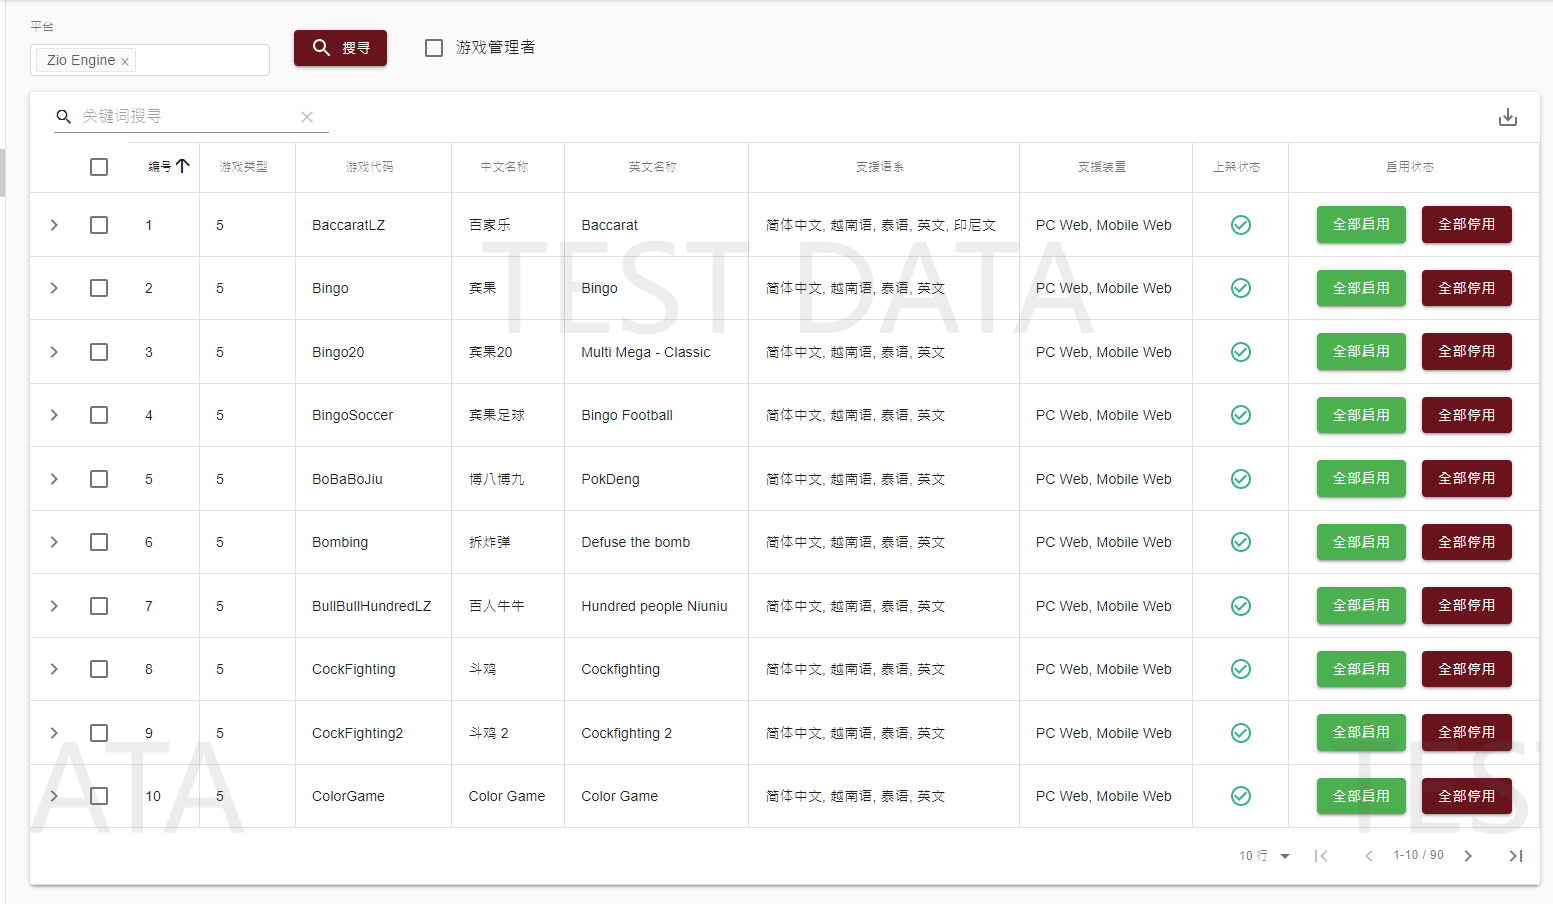 平台
Zio Engine x
搜寻
游戏管理者
关键词搜寻
编号 游戏类型 游戏代码 中文名称 英文名称 支援语系 支援装置 上架状态 启用状态
1 5 BaccaratLZ 百家乐 Baccarat 简体中文, 越南语, 泰语, 英文, 印尼文 PC Web, Mobile Web 全部启用 全部停用
2 5 Bingo 宾果 Bingo 简体中文, 越南语, 泰语, 英文 PC Web, Mobile Web 全部启用 全部停用
3 5 Bingo20 宾果20 Multi Mega - Classic 简体中文, 越南语, 泰语, 英文 PC Web, Mobile Web 全部启用 全部停用
4 5 BingoSoccer 宾果足球 Bingo Football 简体中文, 越南语, 泰语, 英文 PC Web, Mobile Web 全部启用 全部停用
5 5 BoBaBoJiu 博八博九 PokDeng 简体中文, 越南语, 泰语, 英文 PC Web, Mobile Web 全部启用 全部停用
6 5 Bombing 拆炸弹 Defuse the bomb 简体中文, 越南语, 泰语, 英文 PC Web, Mobile Web 全部启用 全部停用
7 5 BullBullHundredLZ 百人牛牛 Hundred people Niuniu 简体中文, 越南语, 泰语, 英文 PC Web, Mobile Web 全部启用 全部停用
8 5 CockFighting 斗鸡 Cockfighting 简体中文, 越南语, 泰语, 英文 PC Web, Mobile Web 全部启用 全部停用
9 5 CockFighting2 斗鸡 2 Cockfighting 2 简体中文, 越南语, 泰语, 英文 PC Web, Mobile Web 全部启用 全部停用
10 5 ColorGame Color Game Color Game 简体中文, 越南语, 泰语, 英文 PC Web, Mobile Web 全部启用 全部停用
TEST DATA
ATA
TEST
10 行 1-10 / 90